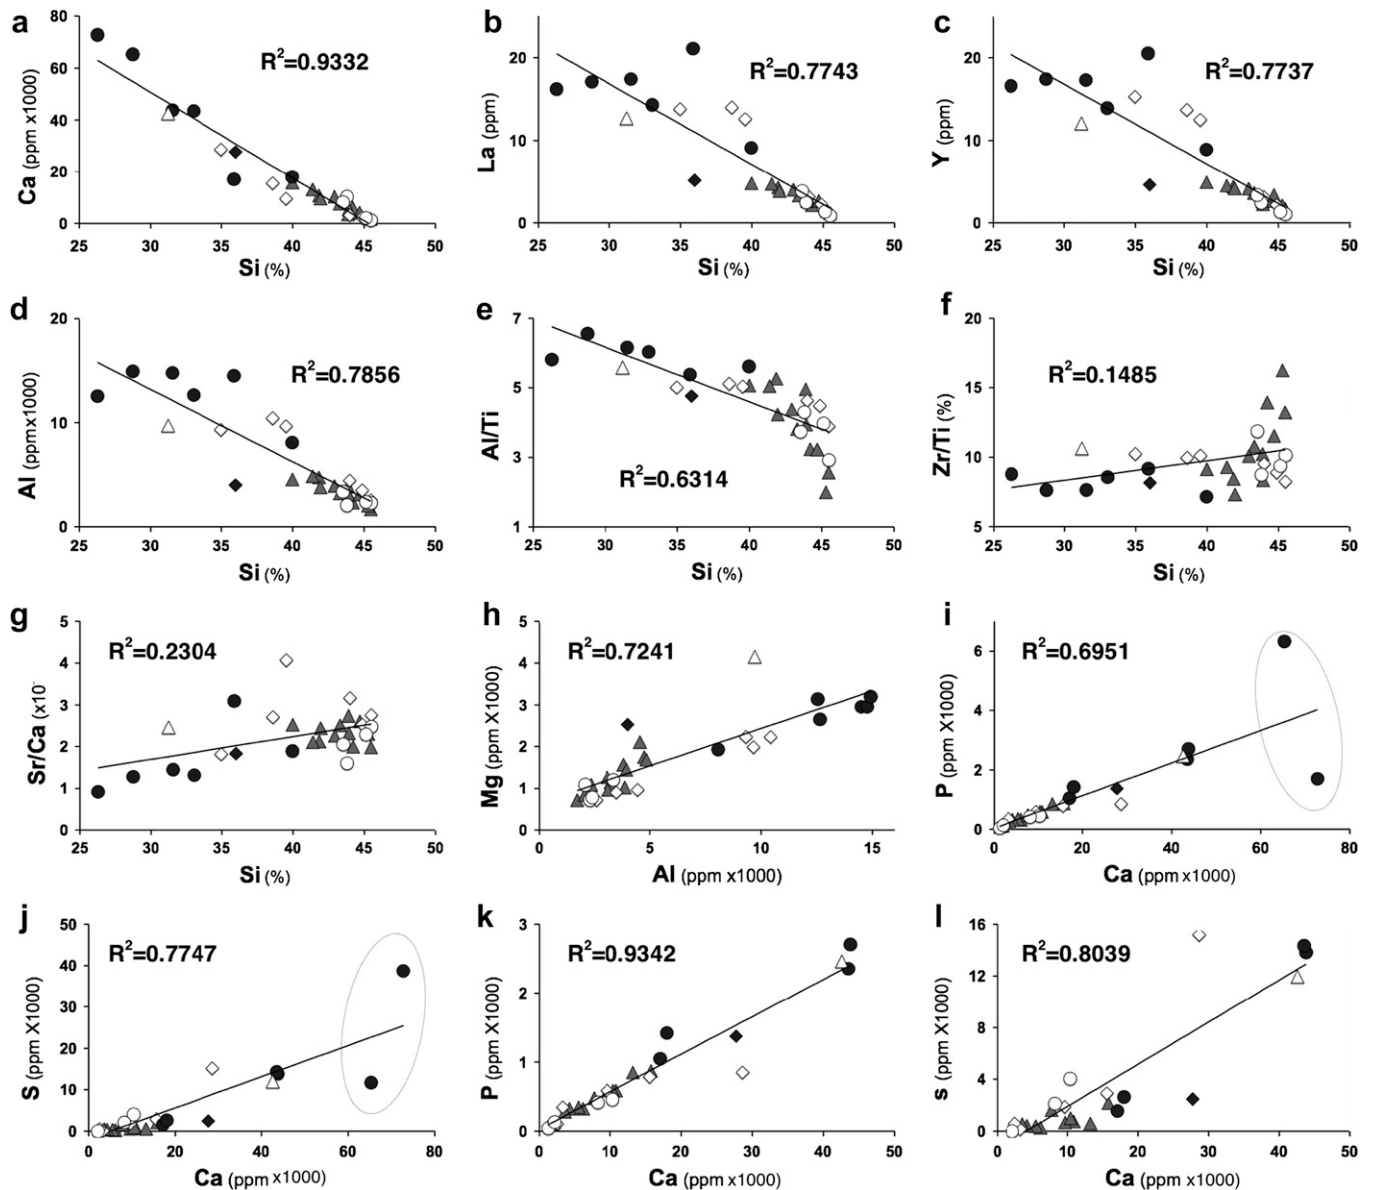 a
Ca (ppm x1000)
80
60
40
20
0
R²=0.9332
25 30 35 40 45 50
Si (%)
b
La (ppm)
20
10
0
R²=0.7743
25 30 35 40 45 50
Si (%)
c
Y (ppm)
20
10
0
R²=0.7737
25 30 35 40 45 50
Si (%)
d
Al (ppmx1000)
20
10
0
R²=0.7856
25 30 35 40 45 50
Si (%)
e
Al/Ti
7
5
3
1
R²=0.6314
25 30 35 40 45 50
Si (%)
f
Zr/Ti (%)
20
15
10
5
R²=0.1485
25 30 35 40 45 50
Si (%)
g
Sr/Ca (x10-
5
4
3
2
1
0
R²=0.2304
25 30 35 40 45 50
Si (%)
h
Mg (ppm X1000)
5
4
3
2
1
0
R²=0.7241
0 5 10 15
Al (ppm x1000)
i
P (ppm X1000)
6
4
2
0
R²=0.6951
0 20 40 60 80
Ca (ppm x1000)
j
S (ppm X1000)
50
40
30
20
10
0
R²=0.7747
0 20 40 60 80
Ca (ppm x1000)
k
P (ppm X1000)
3
2
1
0
R²=0.9342
0 10 20 30 40 50
Ca (ppm x1000)
l
s (ppm X1000)
16
12
8
4
0
R²=0.8039
0 10 20 30 40 50
Ca (ppm x1000)